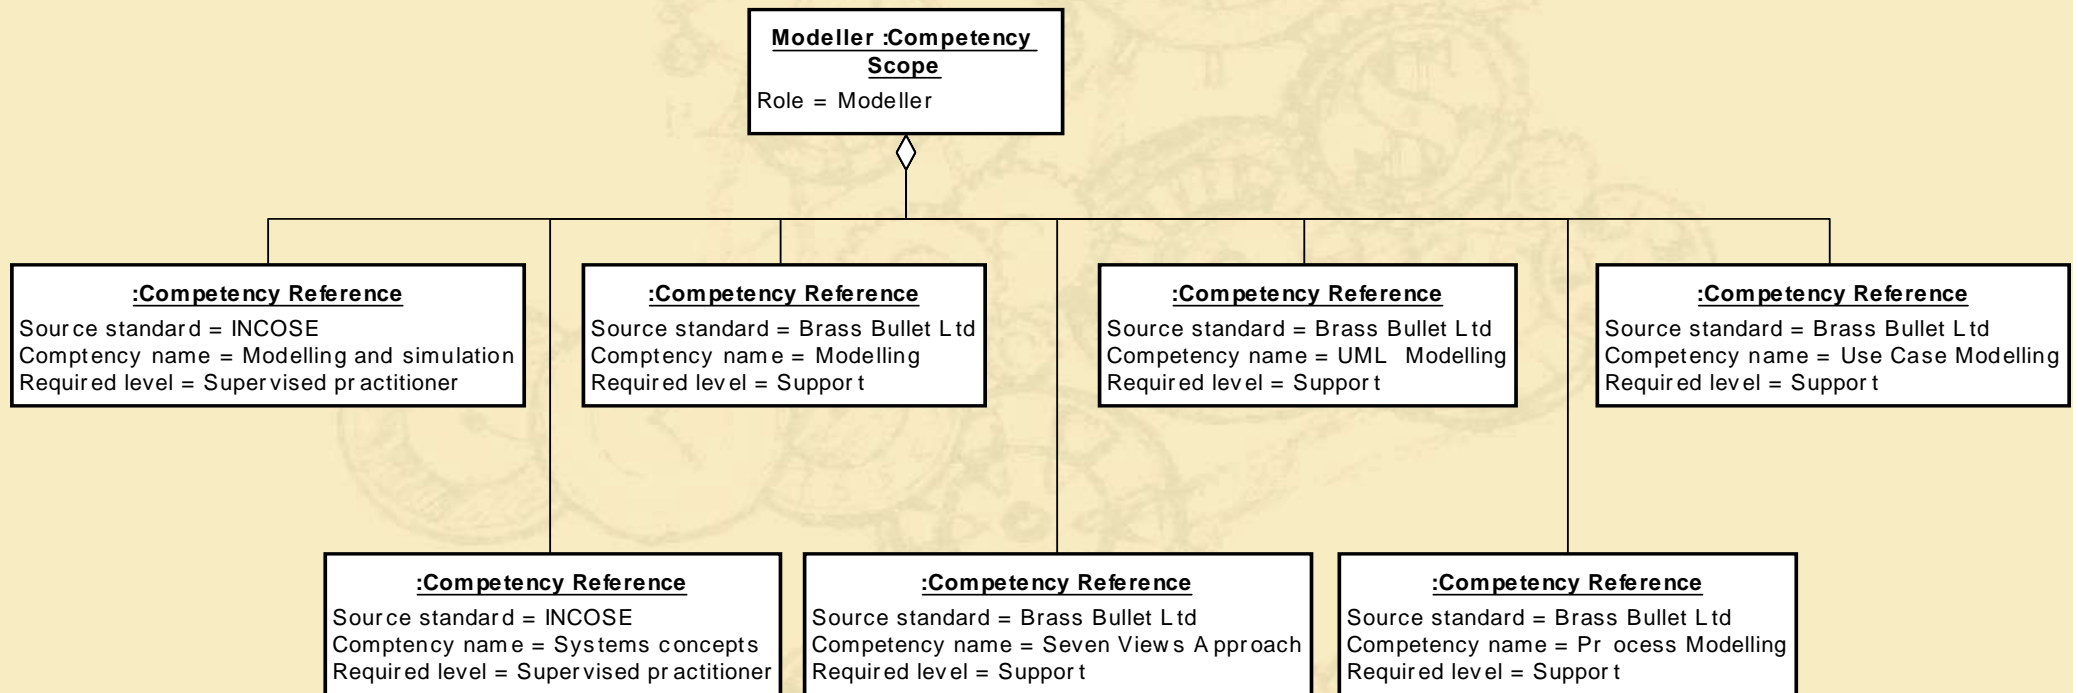 Modeller :Competency
Scope
Role = Modeller
:Competency Reference
Source standard = INCOSE
Comptency name = Modelling and simulation
Required level = Supervised practitioner
:Competency Reference
Source standard = Brass Bullet Ltd
Comptency name = Modelling
Required level = Support
:Competency Reference
Source standard = Brass Bullet Ltd
Competency name = UML Modelling
Required level = Support
:Competency Reference
Source standard = Brass Bullet Ltd
Competency name = Use Case Modelling
Required level = Support
:Competency Reference
Source standard = INCOSE
Comptency name = Systems concepts
Required level = Supervised practitioner
:Competency Reference
Source standard = Brass Bullet Ltd
Competency name = Seven Views Approach
Required level = Support
:Competency Reference
Source standard = Brass Bullet Ltd
Competency name = Process Modelling
Required level = Support